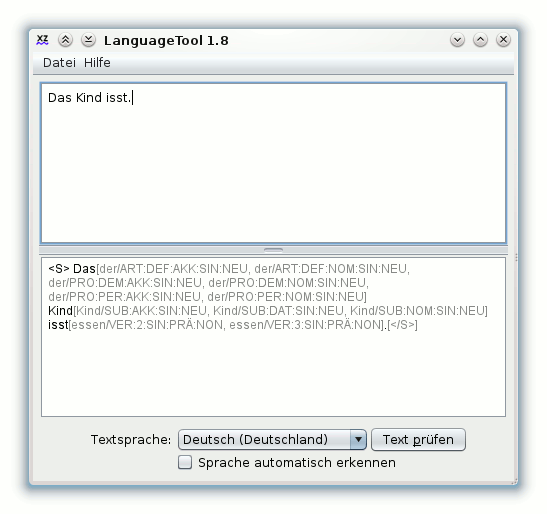 LanguageTool 1.8
Datei Hilfe
Das Kind isst.
<S> Das[der/ART:DEF:AKK:SIN:NEU, der/ART:DEF:NOM:SIN:NEU,
der/PRO:DEM:AKK:SIN:NEU, der/PRO:DEM:NOM:SIN:NEU,
der/PRO:PER:AKK:SIN:NEU, der/PRO:PER:NOM:SIN:NEU]
Kind[Kind/SUB:AKK:SIN:NEU, Kind/SUB:DAT:SIN:NEU, Kind/SUB:NOM:SIN:NEU]
isst[essen/VER:2:SIN:PRÄ:NON, essen/VER:3:SIN:PRÄ:NON].[</S>]
Textsprache: Deutsch (Deutschland) Text prüfen
Sprache automatisch erkennen